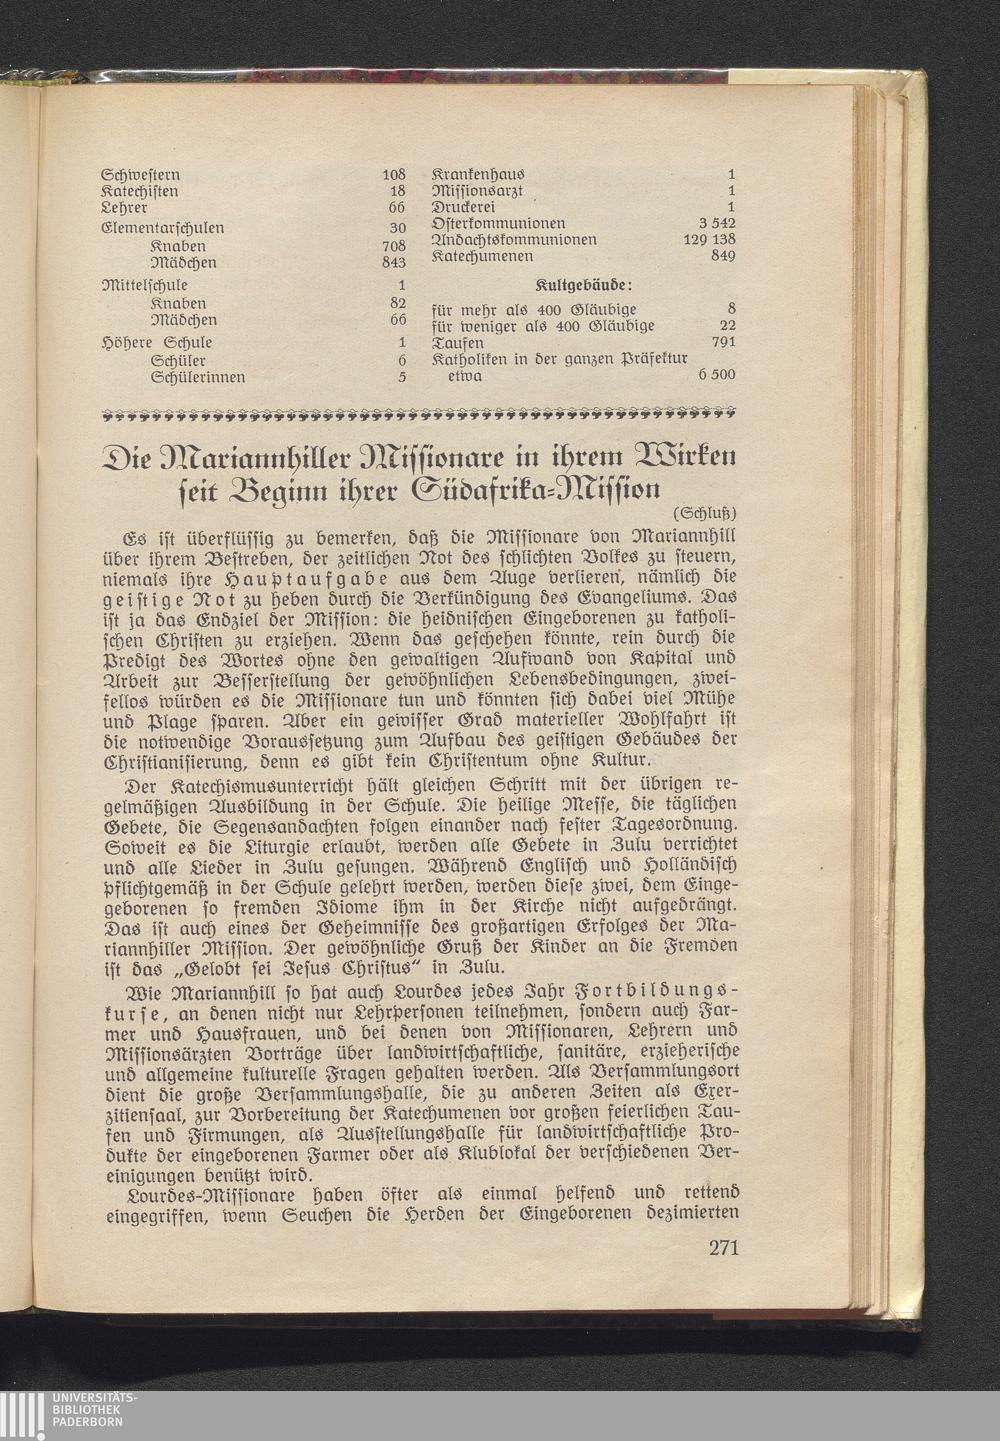 Schwestern 108
Katechisten 18
Lehrer 66
Elementarschulen 30
Knaben 708
Mädchen 843
Mittelschule 1
Knaben 82
Mädchen 66
Höhere Schule 1
Schüler 6
Schülerinnen 5
Krankenhaus 1
Missionsarzt 1
Druckerei 1
Osterkommunionen 3 542
Andachtskommunionen 129 138
Katechumenen 849
Kultgebäude:
für mehr als 400 Gläubige 8
für weniger als 400 Gläubige 22
Taufen 791
Katholiken in der ganzen Präfektur
etwa 6 500
Die Mariannhiller Missionare in ihrem Wirken
seit Beginn ihrer Südafrika-Mission
(Schluß)
Es ist überflüssig zu bemerken, daß die Missionare von Mariannhill
über ihrem Bestreben, der zeitlichen Not des schlichten Volkes zu steuern,
niemals ihre Hauptaufgabe aus dem Auge verlieren, nämlich die
geistige Not zu heben durch die Verkündigung des Evangeliums. Das
ist ja das Endziel der Mission: die heidnischen Eingeborenen zu katholi-
schen Christen zu erziehen. Wenn das geschehen könnte, rein durch die
Predigt des Wortes ohne den gewaltigen Aufwand von Kapital und
Arbeit zur Besserstellung der gewöhnlichen Lebensbedingungen, zwei-
fellos würden es die Missionare tun und könnten sich dabei viel Mühe
und Plage sparen. Aber ein gewisser Grad materieller Wohlfahrt ist
die notwendige Voraussetzung zum Aufbau des geistigen Gebäudes der
Christianisierung, denn es gibt kein Christentum ohne Kultur.
Der Katechismusunterricht hält gleichen Schritt mit der übrigen re-
gelmäßigen Ausbildung in der Schule. Die heilige Messe, die täglichen
Gebete, die Segensandachten folgen einander nach fester Tagesordnung.
Soweit es die Liturgie erlaubt, werden alle Gebete in Zulu verrichtet
und alle Lieder in Zulu gesungen. Während Englisch und Holländisch
pflichtgemäß in der Schule gelehrt werden, werden diese zwei, dem Einge-
geborenen so fremden Idiome ihm in der Kirche nicht aufgedrängt.
Das ist auch eines der Geheimnisse des großartigen Erfolges der Ma-
riannhiller Mission. Der gewöhnliche Gruß der Kinder an die Fremden
ist das „Gelobt sei Jesus Christus“ in Zulu.
Wie Mariannhill so hat auch Lourdes jedes Jahr Fortbildungs-
kurse, an denen nicht nur Lehrpersonen teilnehmen, sondern auch Far-
mer und Hausfrauen, und bei denen von Missionaren, Lehrern und
Missionsärzten Vorträge über landwirtschaftliche, sanitäre, erzieherische
und allgemeine kulturelle Fragen gehalten werden. Als Versammlungsort
dient die große Versammlungshalle, die zu anderen Zeiten als Exer-
zitiensaal, zur Vorbereitung der Katechumenen vor großen feierlichen Tau-
fen und Firmungen, als Ausstellungshalle für landwirtschaftliche Pro-
dukte der eingeborenen Farmer oder als Klublokal der verschiedenen Ver-
einigungen benützt wird.
Lourdes-Missionare haben öfter als einmal helfend und rettend
eingegriffen, wenn Seuchen die Herden der Eingeborenen dezimierten
271
UNIVERSITÄTS-
BIBLIOTHEK
PADERBORN